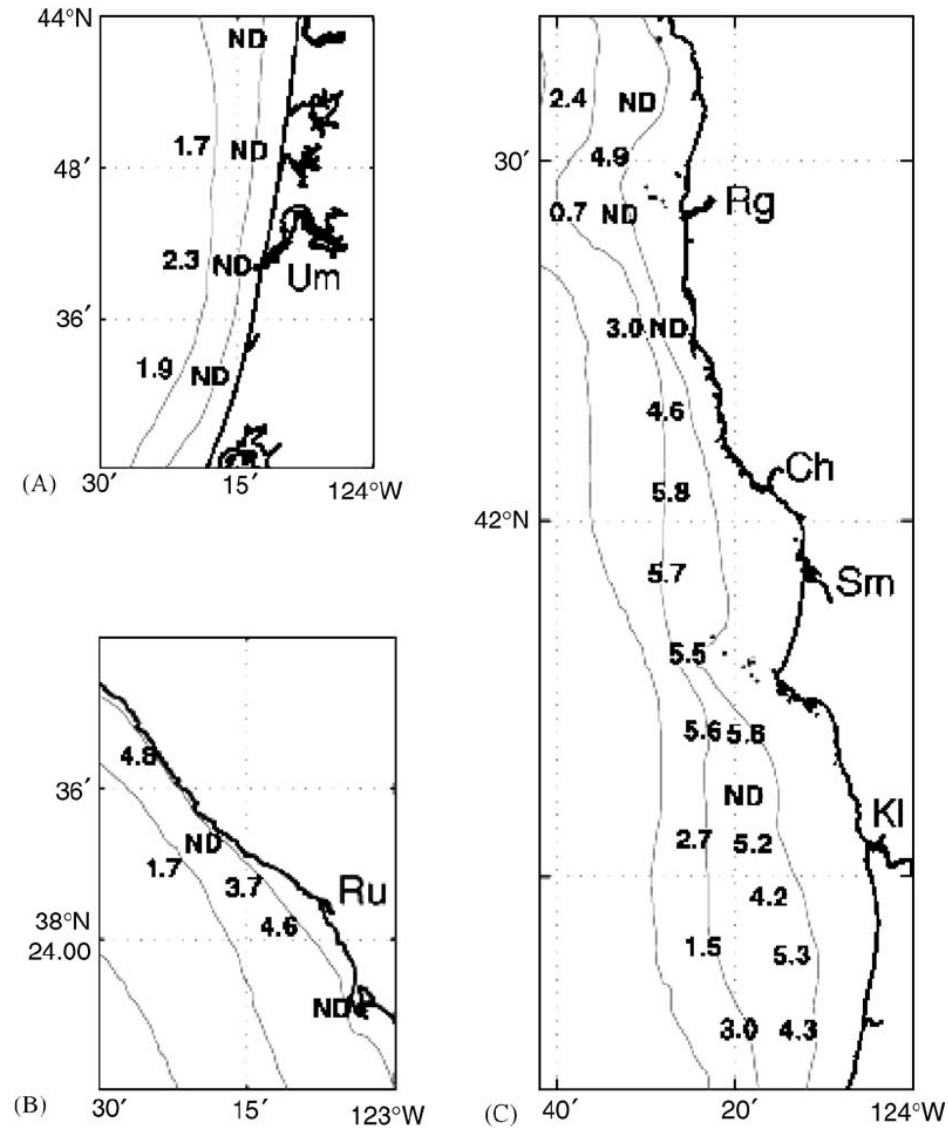 44°N
ND
1.7
ND
48′
2.3
ND
Um
36′
1.9
ND
(A)
30′
15′
124°W
4.8
36′
ND
1.7
3.7
Ru
38°N
4.6
24.00
ND
(B)
30′
15′
123°W
2.4
ND
30′
4.9
0.7
ND
Rg
3.0
ND
4.6
Ch
5.8
42°N
5.7
Sm
5.5
5.6
5.8
ND
Kl
2.7
5.2
4.2
1.5
5.3
3.0
4.3
(C)
40′
20′
124°W